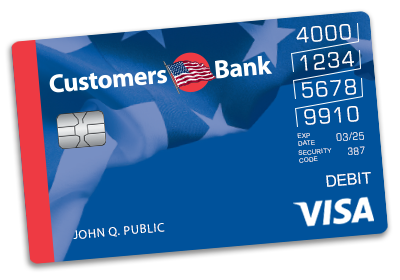 Customers Bank
4000
1234
5678
9910
EXP DATE 03/25
SECURITY CODE 387
DEBIT
VISA
JOHN Q. PUBLIC